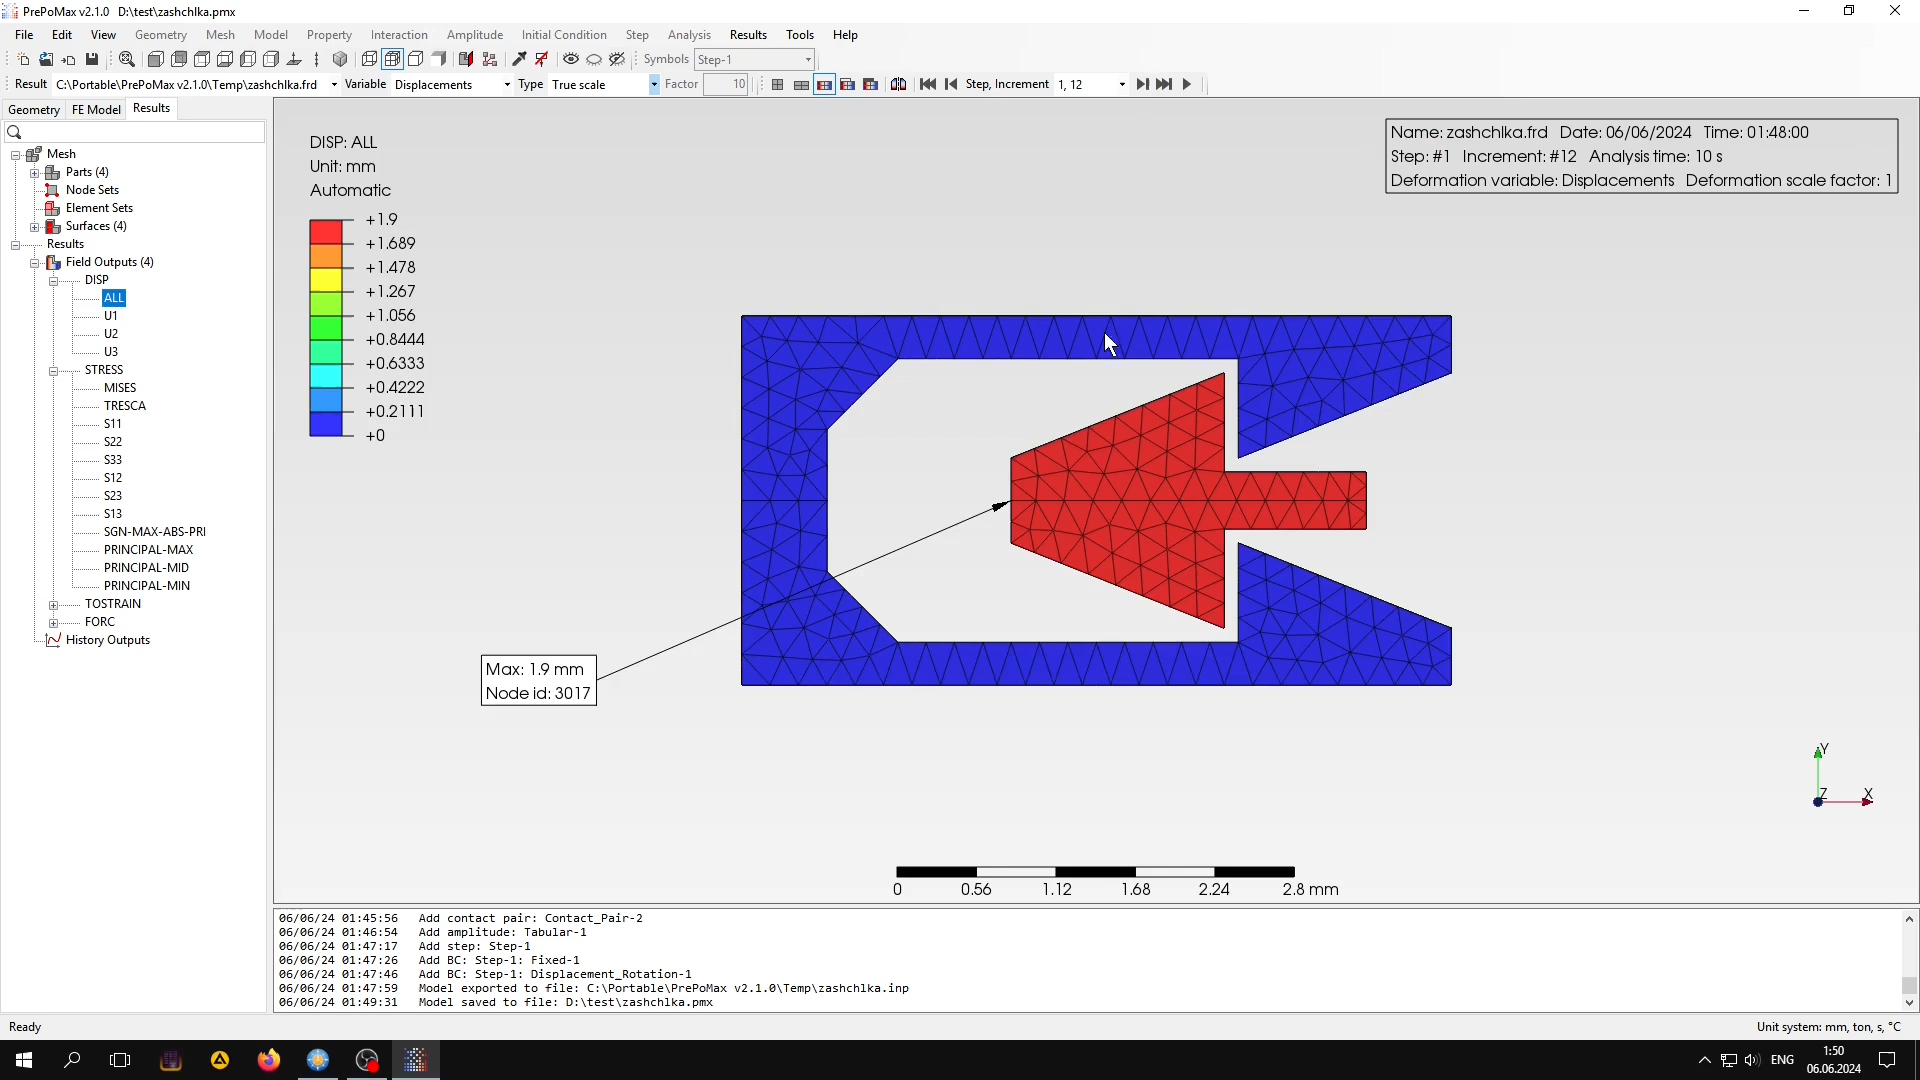 PrePoMax v2.1.0   D:\test\zashchlka.pmx
File Edit View Geometry Mesh Model Property Interaction Amplitude Initial Condition Step Analysis Results Tools Help
Symbols Step-1
Result C:\Portable\PrePoMax v2.1.0\Temp\zashchlka.frd Variable Displacements Type True scale Factor 10 Step, Increment 1, 12
Geometry FE Model Results
Mesh
Parts (4)
Node Sets
Element Sets
Surfaces (4)
Results
Field Outputs (4)
DISP
ALL
U1
U2
U3
STRESS
MISES
TRESCA
S11
S22
S33
S12
S23
S13
SGN-MAX-ABS-PRI
PRINCIPAL-MAX
PRINCIPAL-MID
PRINCIPAL-MIN
TOSTRAIN
FORC
History Outputs
DISP: ALL
Unit: mm
Automatic
+1.9
+1.689
+1.478
+1.267
+1.056
+0.8444
+0.6333
+0.4222
+0.2111
+0
Name: zashchlka.frd   Date: 06/06/2024   Time: 01:48:00
Step: #1   Increment: #12   Analysis time: 10 s
Deformation variable: Displacements   Deformation scale factor: 1
Max: 1.9 mm
Node id: 3017
Y
Z
X
0 0.56 1.12 1.68 2.24 2.8 mm
06/06/24 01:45:56   Add contact pair: Contact_Pair-2
06/06/24 01:46:54   Add amplitude: Tabular-1
06/06/24 01:47:17   Add step: Step-1
06/06/24 01:47:26   Add BC: Step-1: Fixed-1
06/06/24 01:47:46   Add BC: Step-1: Displacement_Rotation-1
06/06/24 01:47:59   Model exported to file: C:\Portable\PrePoMax v2.1.0\Temp\zashchlka.inp
06/06/24 01:49:31   Model saved to file: D:\test\zashchlka.pmx
Ready
Unit system: mm, ton, s, °C
ENG
1:50
06.06.2024